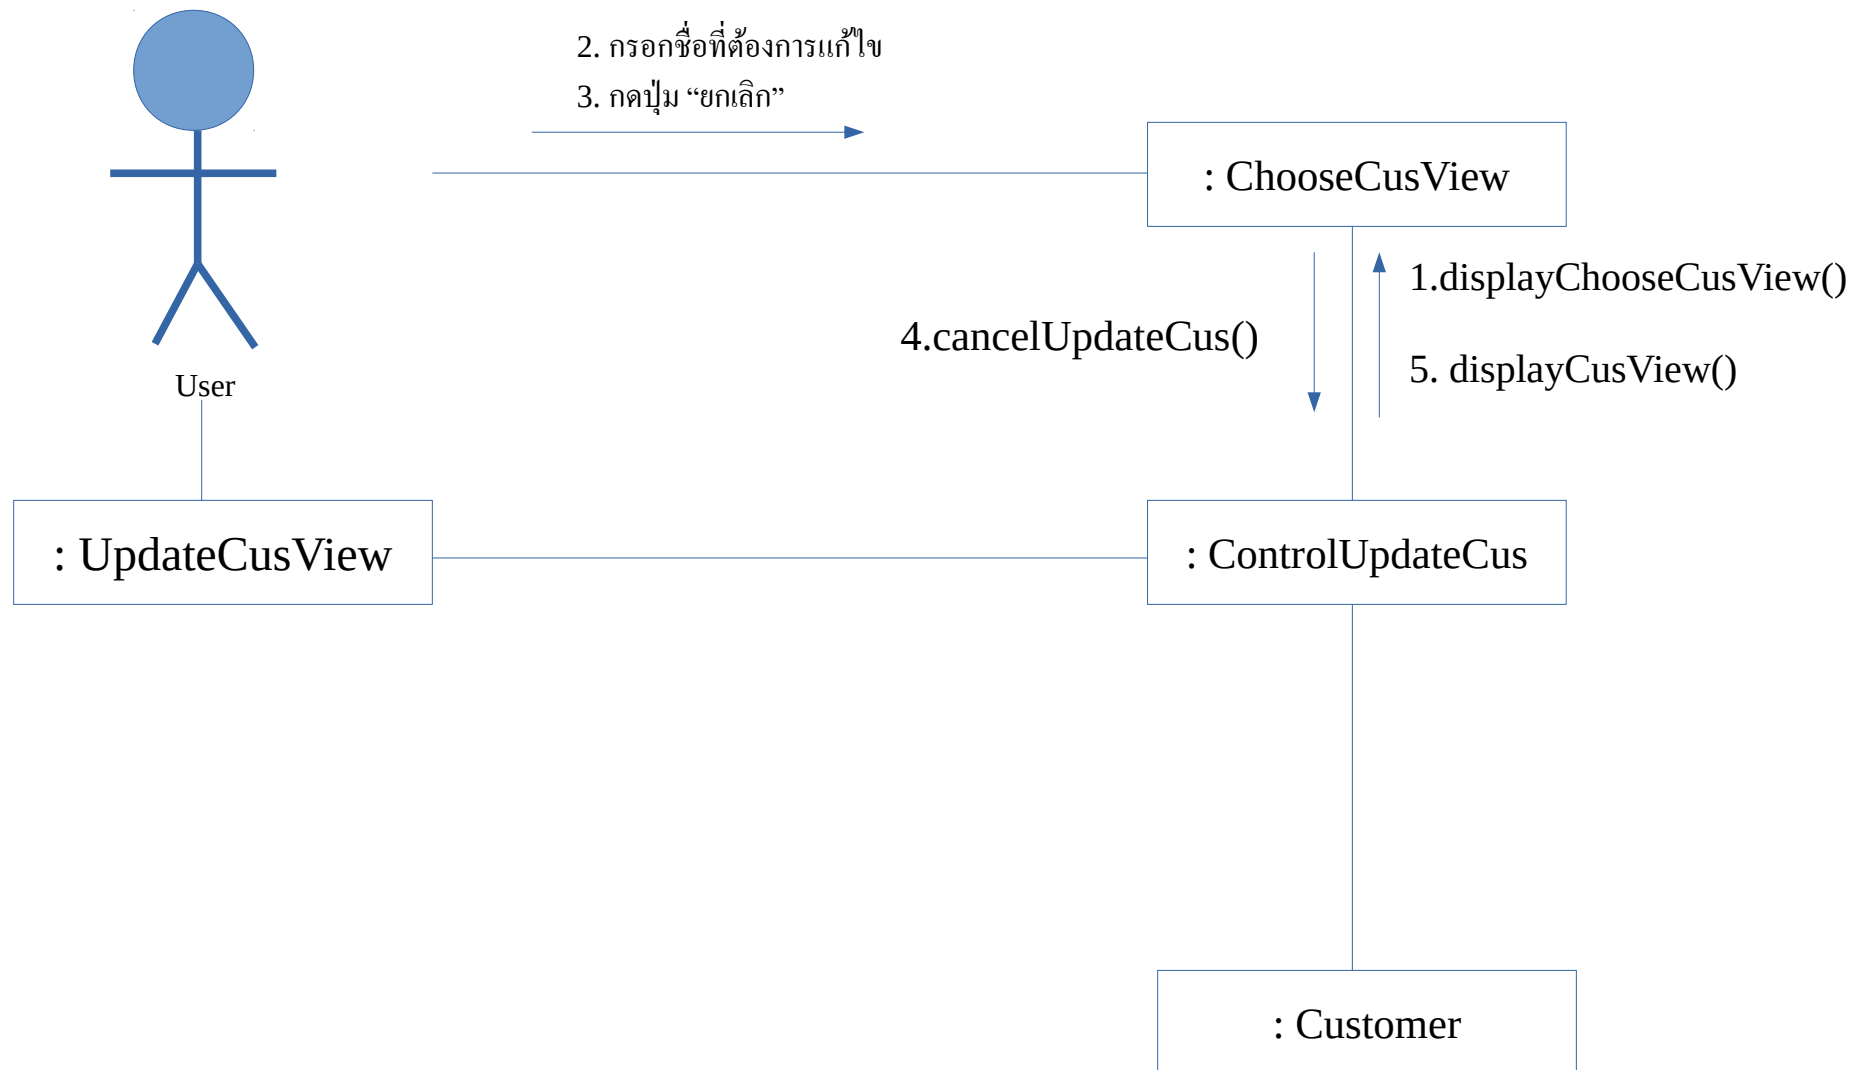 2. กรอกชื่อที่ต้องการแก้ไข
3. กดปุ่ม “ยกเลิก”
: ChooseCusView
1.displayChooseCusView()
4.cancelUpdateCus()
5. displayCusView()
User
: UpdateCusView
: ControlUpdateCus
: Customer